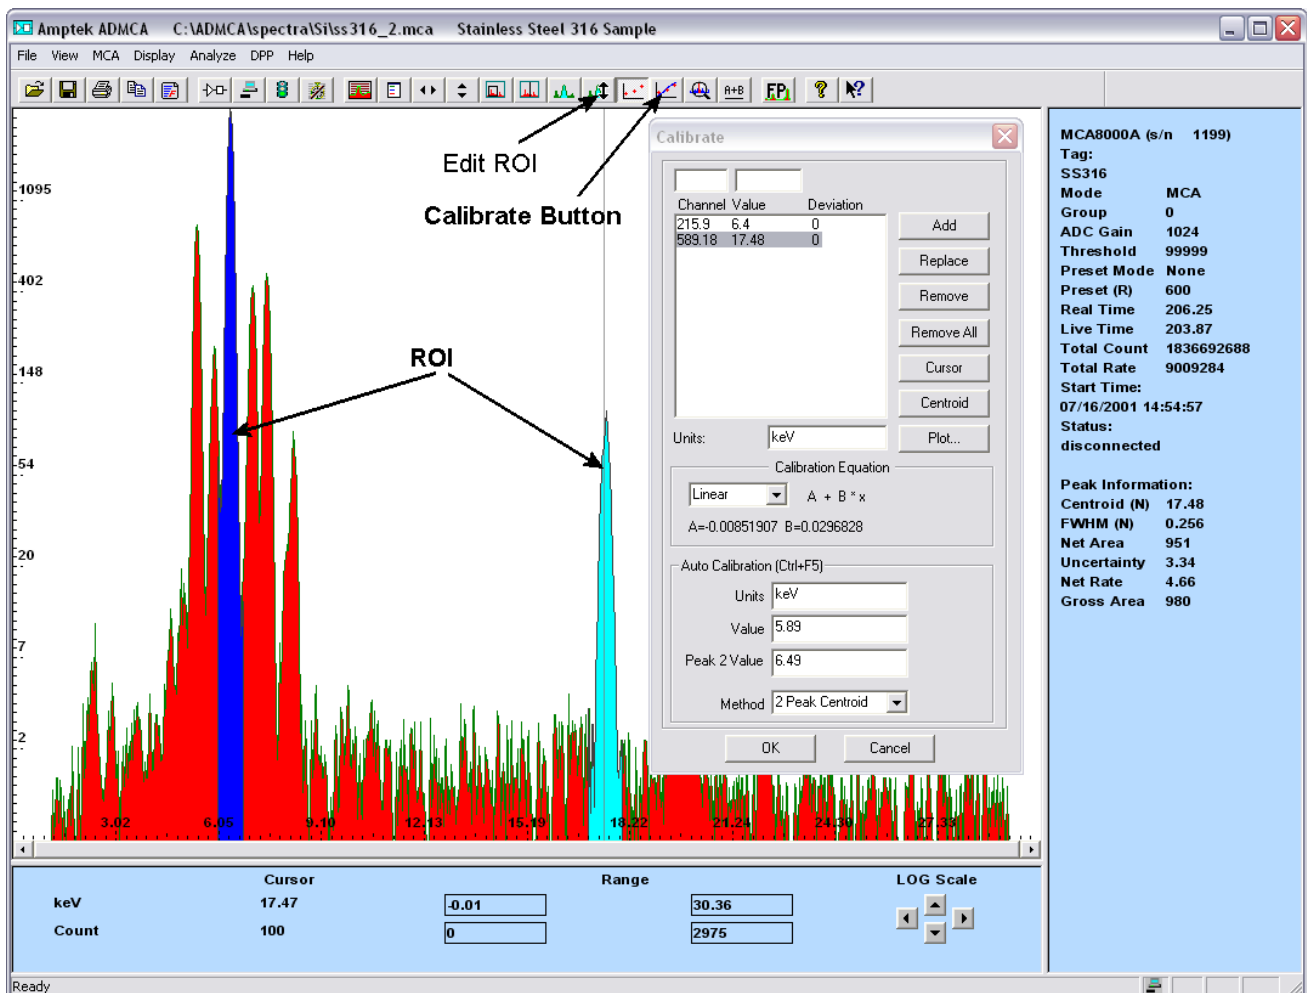 Amptek ADMCA C:\ADMCA\spectra\Si\ss316_2.mca Stainless Steel 316 Sample
File View MCA Display Analyze DPP Help
A+B FP ? ?
Edit ROI
Calibrate Button
ROI
1095
402
148
54
20
7
2
3.02 6.05 9.10 12.13 15.19 18.22 21.24 24.30 27.33
Calibrate
Channel Value Deviation
215.9 6.4 0
589.18 17.48 0
Add
Replace
Remove
Remove All
Cursor
Centroid
Plot...
Units: keV
Calibration Equation
Linear A + B * x
A=-0.00851907 B=0.0296828
Auto Calibration (Ctrl+F5)
Units keV
Value 5.89
Peak 2 Value 6.49
Method 2 Peak Centroid
OK Cancel
MCA8000A (s/n 1199)
Tag:
SS316
Mode MCA
Group 0
ADC Gain 1024
Threshold 99999
Preset Mode None
Preset (R) 600
Real Time 206.25
Live Time 203.87
Total Count 1836692688
Total Rate 9009284
Start Time:
07/16/2001 14:54:57
Status:
disconnected
Peak Information:
Centroid (N) 17.48
FWHM (N) 0.256
Net Area 951
Uncertainty 3.34
Net Rate 4.66
Gross Area 980
Cursor Range LOG Scale
keV 17.47 -0.01 30.36
Count 100 0 2975
Ready